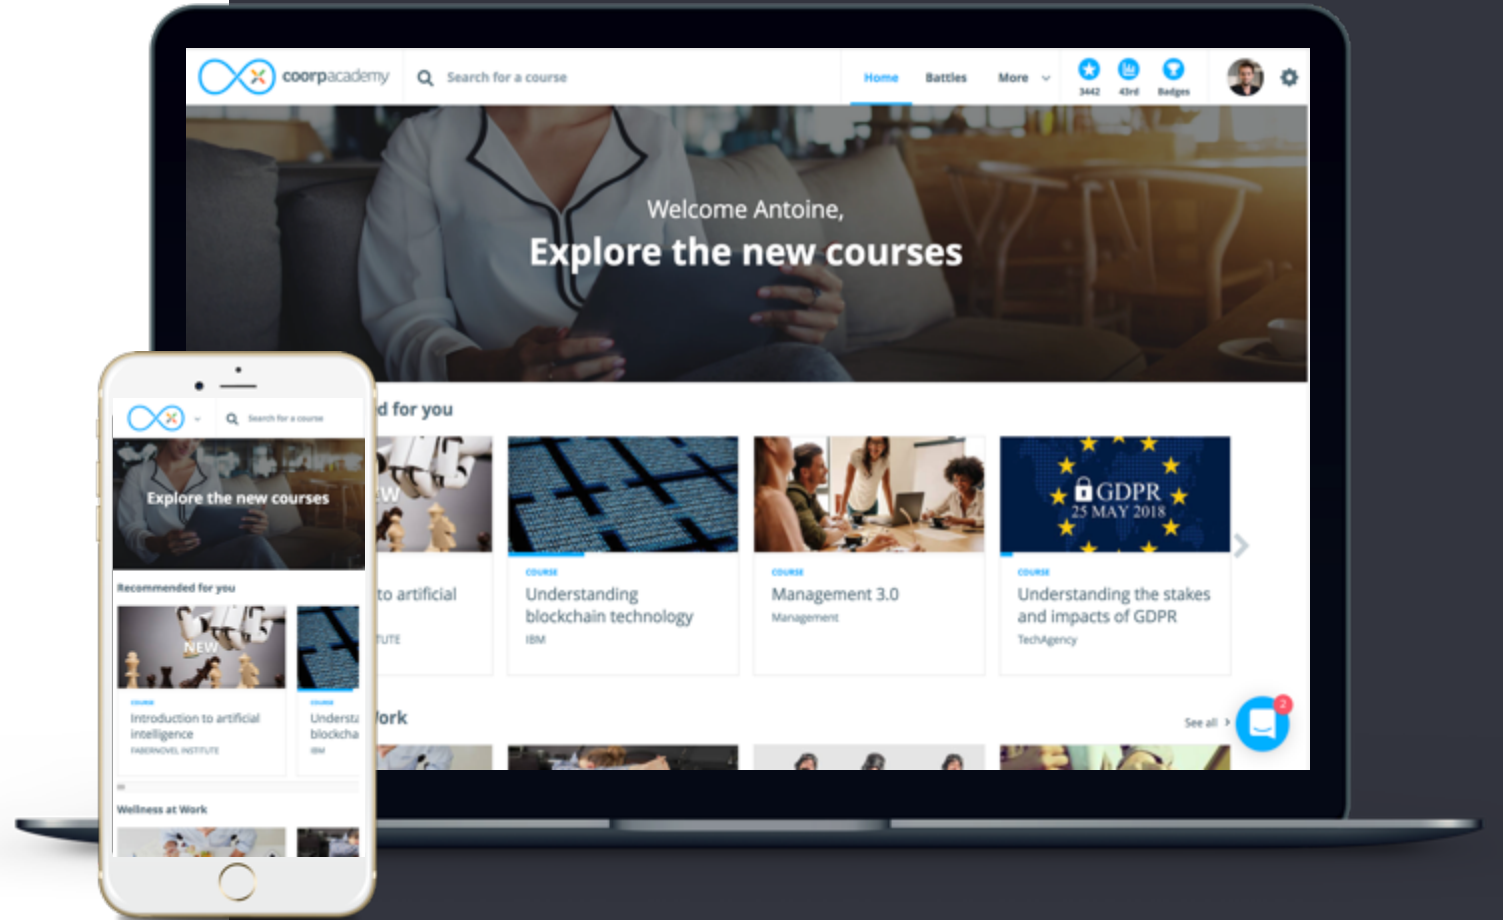 coorpacademy
Search for a course
Home
Battles
More
3442
43rd
Badges
Welcome Antoine,
Explore the new courses
d for you
EW
to artificial
TUTE
COURSE
Understanding
blockchain technology
IBM
COURSE
Management 3.0
Management
GDPR
25 MAY 2018
COURSE
Understanding the stakes
and impacts of GDPR
TechAgency
ork
See all
2
Search for a course
Explore the new courses
Recommended for you
NEW
COURSE
Introduction to artificial
intelligence
FABERNOVEL INSTITUTE
COURSE
Understa
blockcha
IBM
Wellness at Work